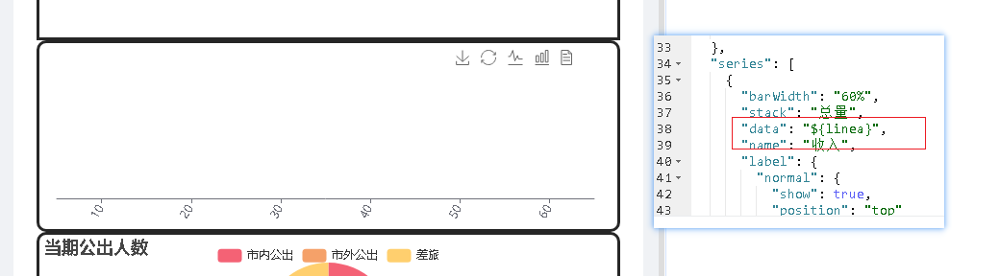 10 20 30 40 50 60
当期公出人数
市内公出 市外公出 差旅
33 },
34 "series": [
35 {
36 "barWidth": "60%",
37 "stack": "总量",
38 "data": "${linea}",
39 "name": "收入",
40 "label": {
41 "normal": {
42 "show": true,
43 "position": "top"